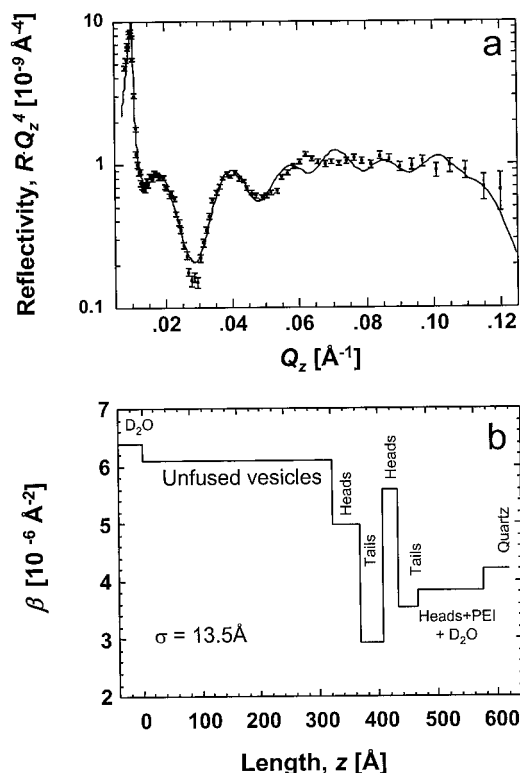 a
Reflectivity, R·Qz⁴ [10⁻⁹ Å⁻⁴]
10
1
0.1
.02 .04 .06 .08 .10 .12
Qz [Å⁻¹]
b
β [10⁻⁶ Å⁻²]
7
6
5
4
3
2
D₂O
Unfused vesicles
Heads
Tails
Heads
Tails
Heads+PEI
+ D₂O
Quartz
σ = 13.5Å
0 100 200 300 400 500 600
Length, z [Å]